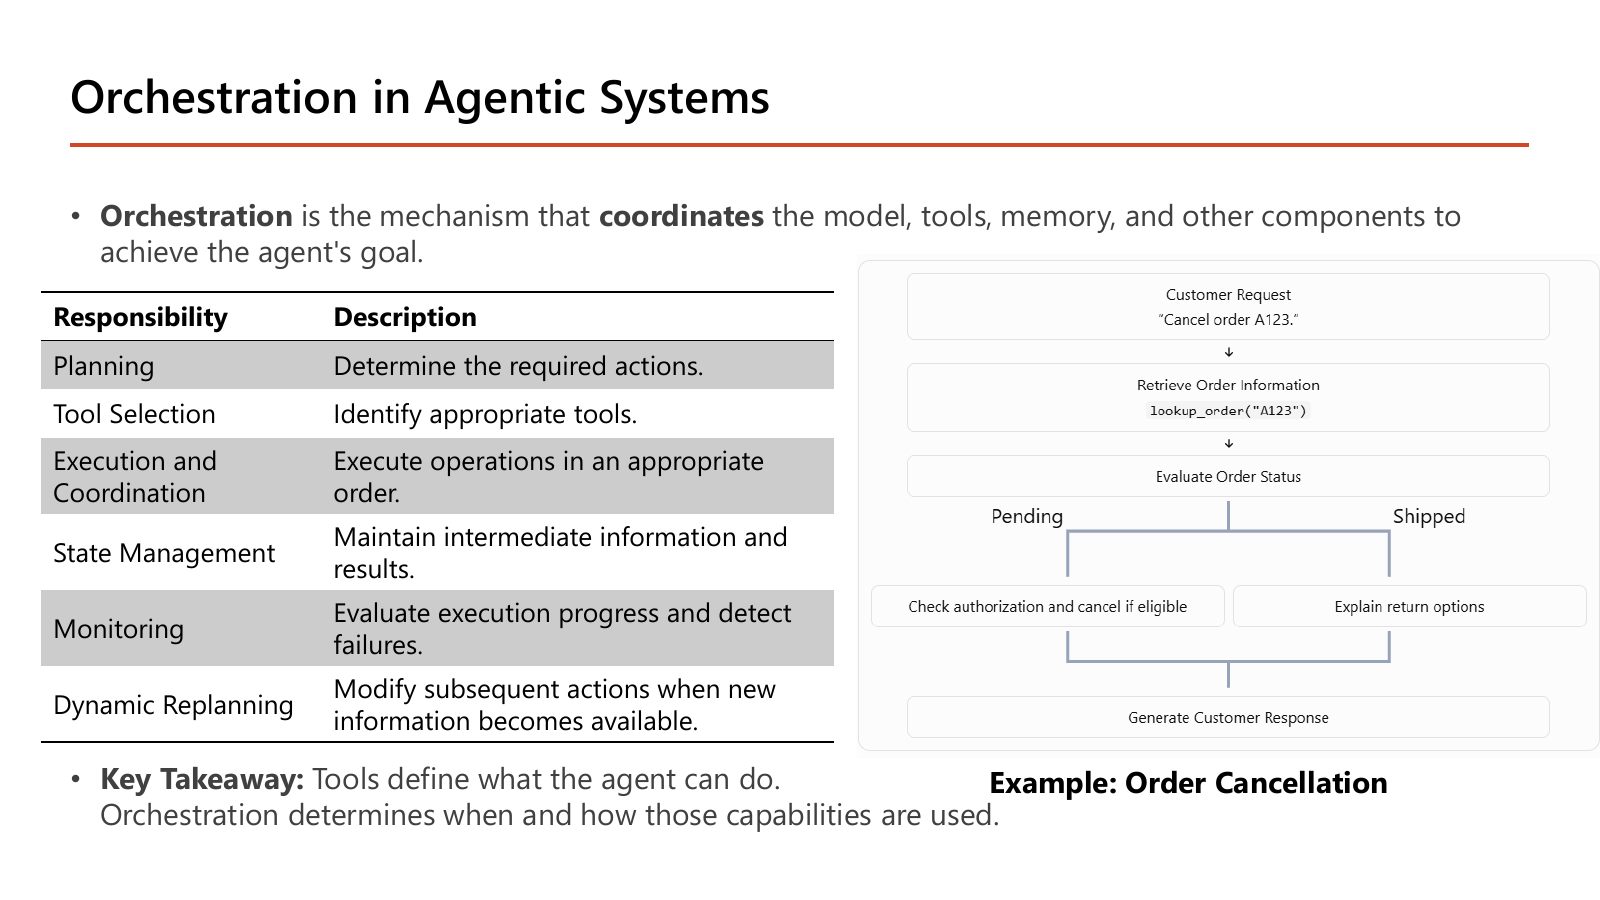 Orchestration in Agentic Systems
• Orchestration is the mechanism that coordinates the model, tools, memory, and other components to
achieve the agent's goal.
Responsibility Description
Planning Determine the required actions.
Tool Selection Identify appropriate tools.
Execution and
Coordination
Execute operations in an appropriate
order.
State Management
Maintain intermediate information and
results.
Monitoring
Evaluate execution progress and detect
failures.
Dynamic Replanning
Modify subsequent actions when new
information becomes available.
Customer Request
"Cancel order A123."
Retrieve Order Information
lookup_order("A123")
Evaluate Order Status
Pending
Shipped
Check authorization and cancel if eligible
Explain return options
Generate Customer Response
Example: Order Cancellation
• Key Takeaway: Tools define what the agent can do.
Orchestration determines when and how those capabilities are used.